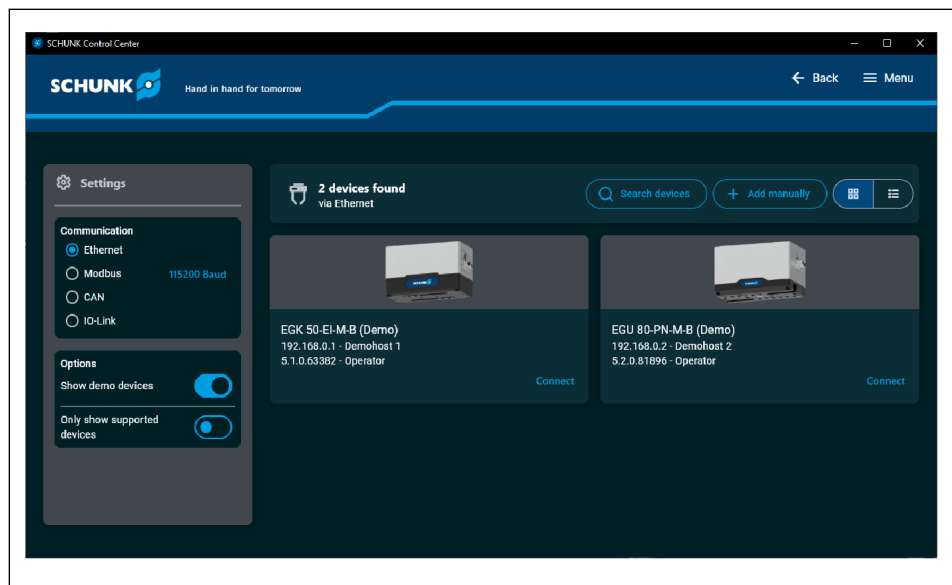 SCHUNK Control Center
SCHUNK
Hand in hand for tomorrow
Back
Menu
Settings
Communication
Ethernet
Modbus 115200 Baud
CAN
IO-Link
Options
Show demo devices
Only show supported
devices
2 devices found
via Ethernet
Search devices
Add manually
SCHUNK
EGK 50-EI-M-B (Demo)
192.168.0.1 - Demohost 1
5.1.0.63382 - Operator
Connect
SCHUNK
EGU 80-PN-M-B (Demo)
192.168.0.2 - Demohost 2
5.2.0.81896 - Operator
Connect